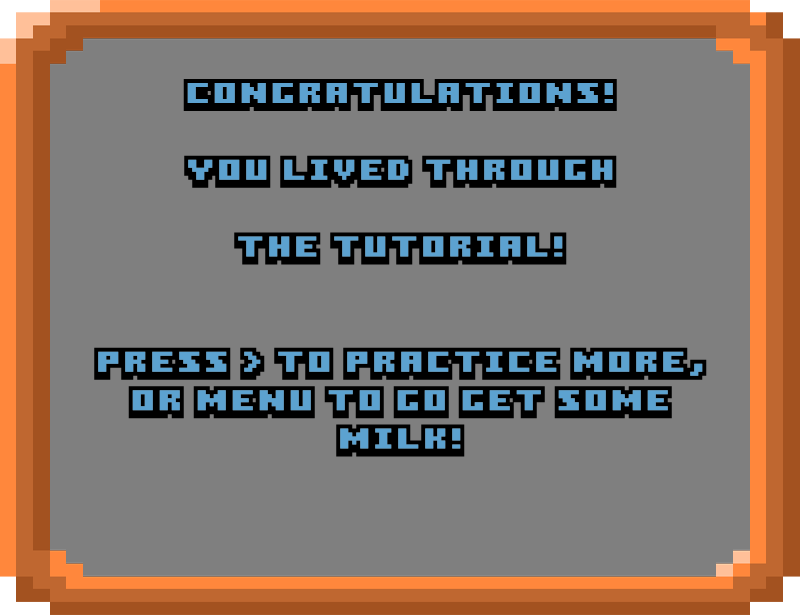 CONGRATULATIONS!
YOU LIVED THROUGH
THE TUTORIAL!
PRESS > TO PRACTICE MORE,
OR MENU TO GO GET SOME
MILK!